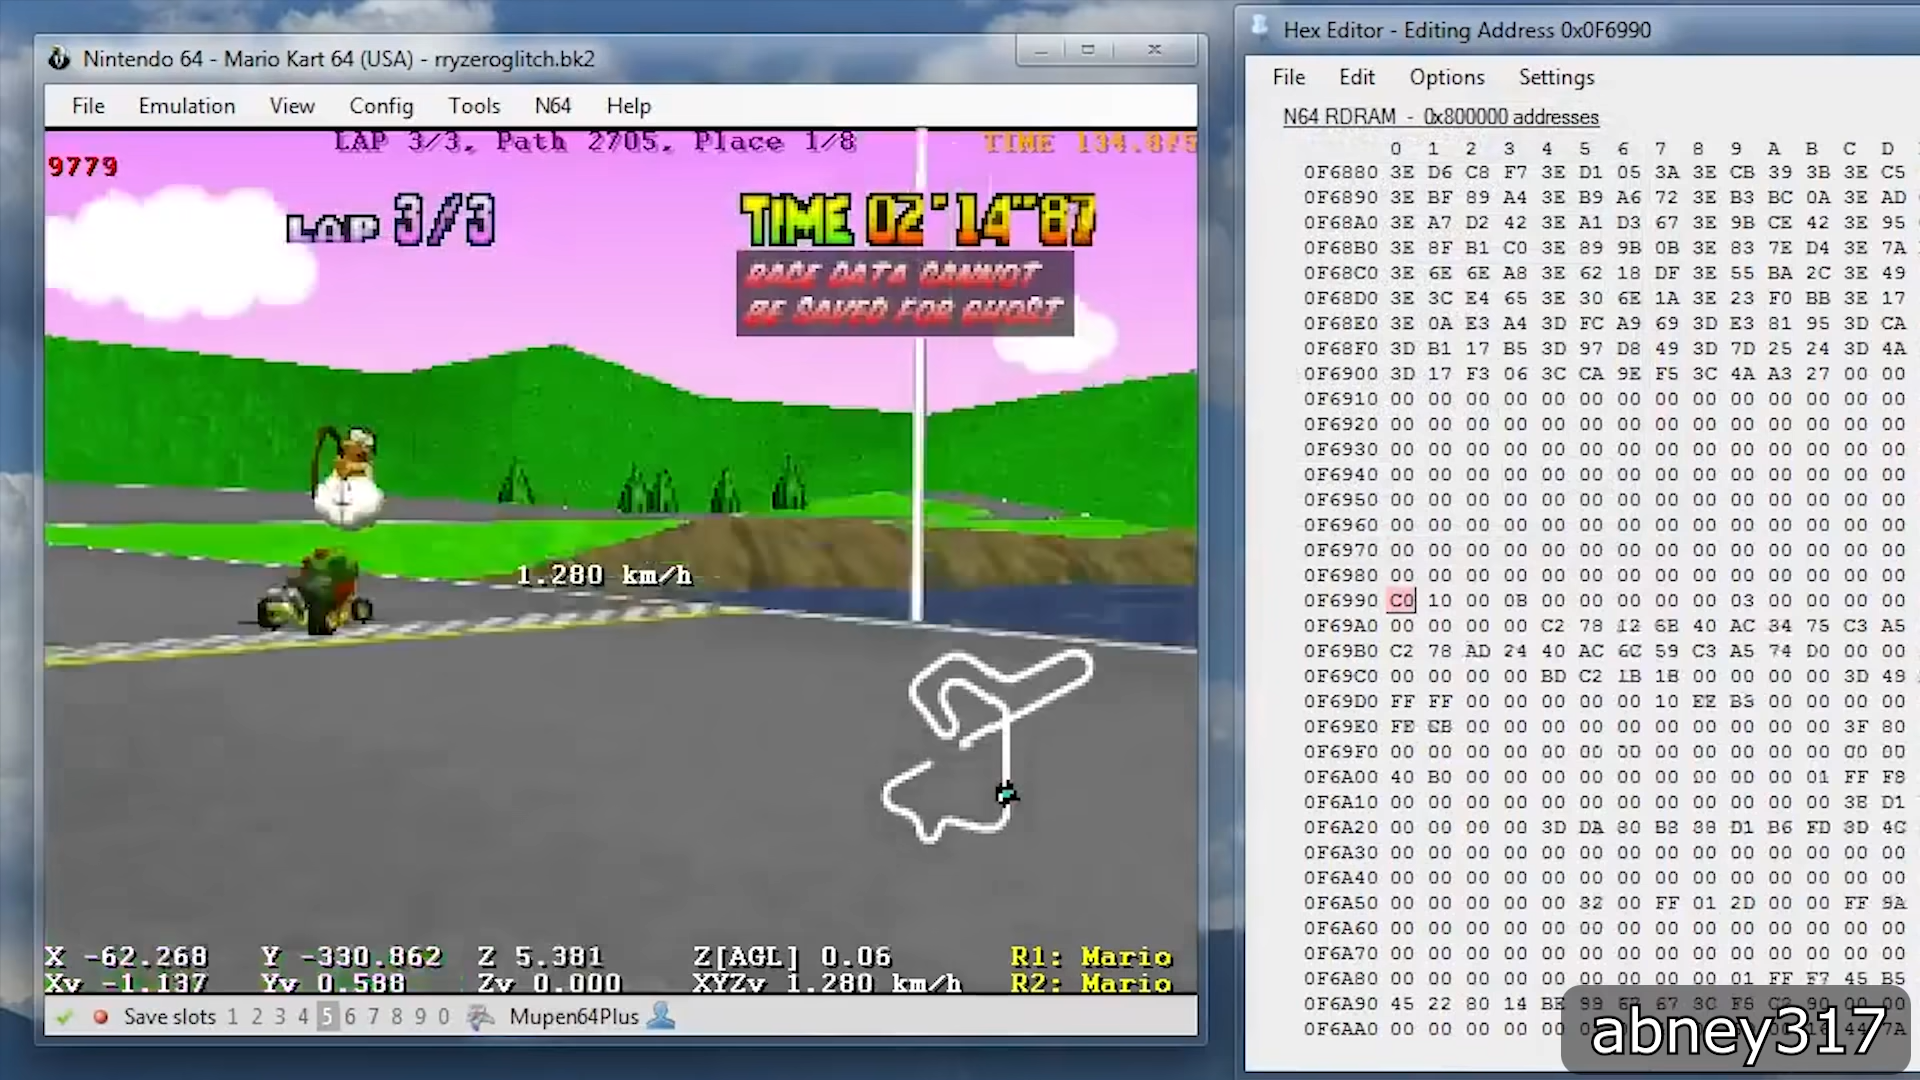 Nintendo 64 - Mario Kart 64 (USA) - rryzeroglitch.bk2
File Emulation View Config Tools N64 Help
LAP 3/3, Path 2705, Place 1/8
9779
LAP 3/3
TIME 02'14"87
RACE DATA CANNOT
BE SAVED FOR GHOST
1.280 km/h
X -62.268 Y -330.862 Z 5.381 Z[AGL] 0.06 R1: Mario
Xv -1.137 Yv 0.588 Zv 0.000 XYZv 1.280 km/h R2: Mario
Save slots 1 2 3 4 5 6 7 8 9 0 Mupen64Plus
Hex Editor - Editing Address 0x0F6990
File Edit Options Settings
N64 RDRAM - 0x800000 addresses
0 1 2 3 4 5 6 7 8 9 A B C D
0F6880 3E D6 C8 F7 3E D1 05 3A 3E CB 39 3B 3E C5
0F6890 3E BF 89 A4 3E B9 A6 72 3E B3 BC 0A 3E AD
0F68A0 3E A7 D2 42 3E A1 D3 67 3E 9B CE 42 3E 95
0F68B0 3E 8F B1 C0 3E 89 9B 0B 3E 83 7E D4 3E 7A
0F68C0 3E 6E 6E A8 3E 62 18 DF 3E 55 BA 2C 3E 49
0F68D0 3E 3C E4 65 3E 30 6E 1A 3E 23 F0 BB 3E 17
0F68E0 3E 0A E3 A4 3D FC A9 69 3D E3 81 95 3D CA
0F68F0 3D B1 17 B5 3D 97 D8 49 3D 7D 25 24 3D 4A
0F6900 3D 17 F3 06 3C CA 9E F5 3C 4A A3 27 00 00
0F6910 00 00 00 00 00 00 00 00 00 00 00 00 00 00
0F6920 00 00 00 00 00 00 00 00 00 00 00 00 00 00
0F6930 00 00 00 00 00 00 00 00 00 00 00 00 00 00
0F6940 00 00 00 00 00 00 00 00 00 00 00 00 00 00
0F6950 00 00 00 00 00 00 00 00 00 00 00 00 00 00
0F6960 00 00 00 00 00 00 00 00 00 00 00 00 00 00
0F6970 00 00 00 00 00 00 00 00 00 00 00 00 00 00
0F6980 00 00 00 00 00 00 00 00 00 00 00 00 00 00
0F6990 C0 10 00 0B 00 00 00 00 00 03 00 00 00 00
0F69A0 00 00 00 00 C2 78 12 6B 40 AC 34 75 C3 A5
0F69B0 C2 78 AD 24 40 AC 6C 59 C3 A5 74 D0 00 00
0F69C0 00 00 00 00 BD C2 1B 1B 00 00 00 00 3D 49
0F69D0 FF FF 00 00 00 00 00 10 EE B3 00 00 00 00
0F69E0 FE CB 00 00 00 00 00 00 00 00 00 00 3F 80
0F69F0 00 00 00 00 00 00 00 00 00 00 00 00 00 00
0F6A00 40 B0 00 00 00 00 00 00 00 00 00 01 FF F8
0F6A10 00 00 00 00 00 00 00 00 00 00 00 00 3E D1
0F6A20 00 00 00 00 3D DA 80 B8 38 D1 B6 FD 3D 4C
0F6A30 00 00 00 00 00 00 00 00 00 00 00 00 00 00
0F6A40 00 00 00 00 00 00 00 00 00 00 00 00 00 00
0F6A50 00 00 00 00 00 32 00 FF 01 2D 00 00 FF 9A
0F6A60 00 00 00 00 00 00 00 00 00 00 00 00 00 00
0F6A70 00 00 00 00 00 00 00 00 00 00 00 00 00 00
0F6A80 00 00 00 00 00 00 00 00 00 01 FF F7 45 B5
0F6A90 45 22 80 14 BE
0F6AA0 00 00 00 00 00
abney317